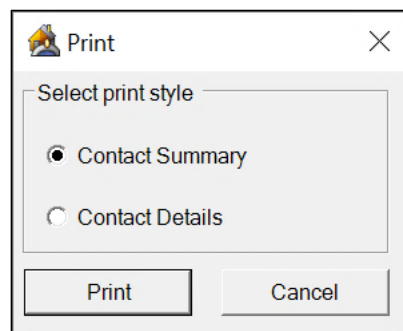 Print
Select print style
Contact Summary
Contact Details
Print Cancel